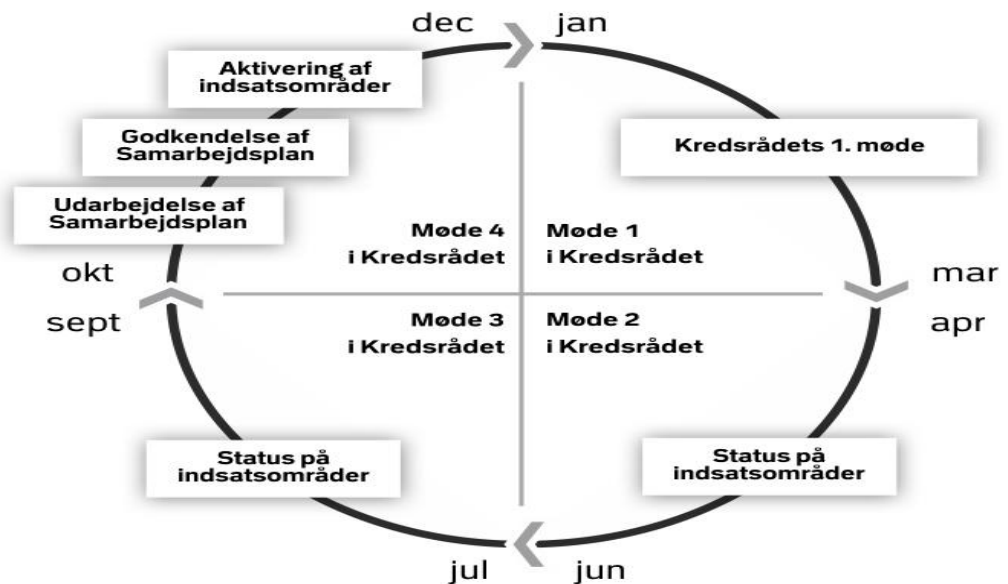 dec
jan
Aktivering af
indsatsområder
Godkendelse af
Samarbejdsplan
Udarbejdelse af
Samarbejdsplan
Kredsrådets 1. møde
Møde 4
i Kredsrådet
Møde 1
i Kredsrådet
okt
sept
mar
apr
Møde 3
i Kredsrådet
Møde 2
i Kredsrådet
Status på
indsatsområder
Status på
indsatsområder
jul
jun